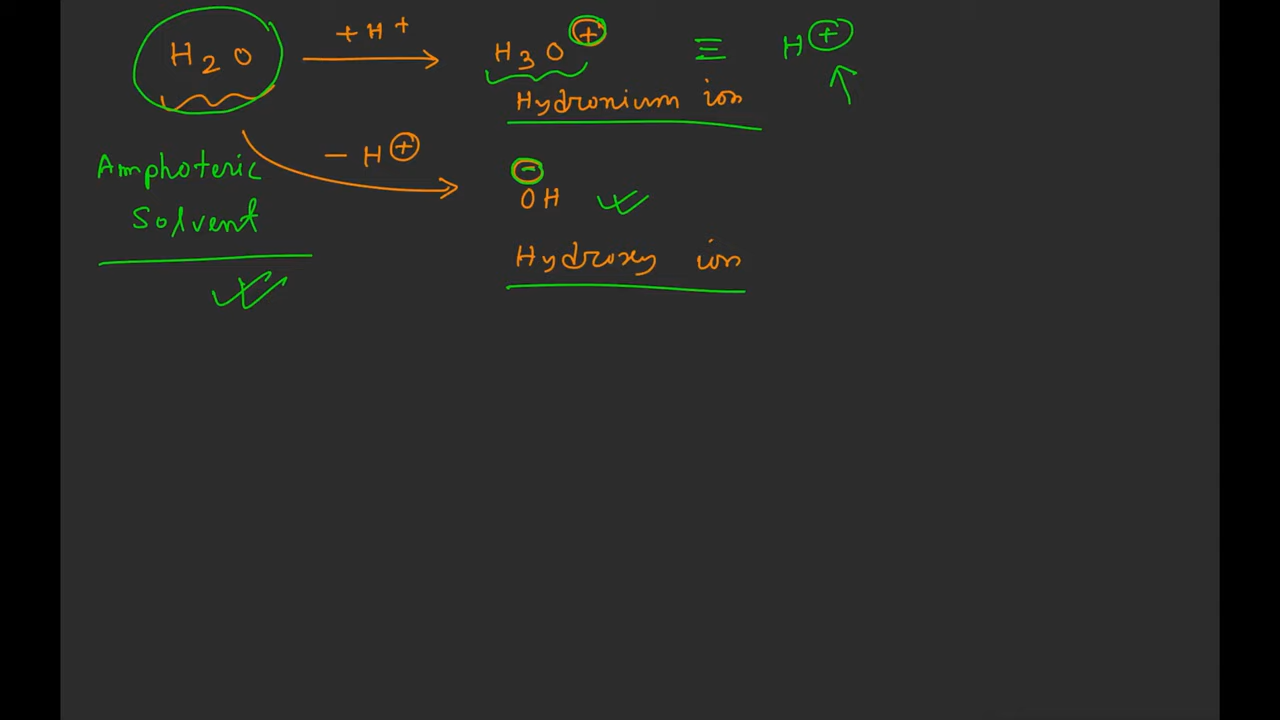 H₂O + H⁺ → H₃O⁺ ≡ H⁺
Hydronium ion
- H⁺ →
Amphoteric
Solvent
⁻OH
Hydroxy ion